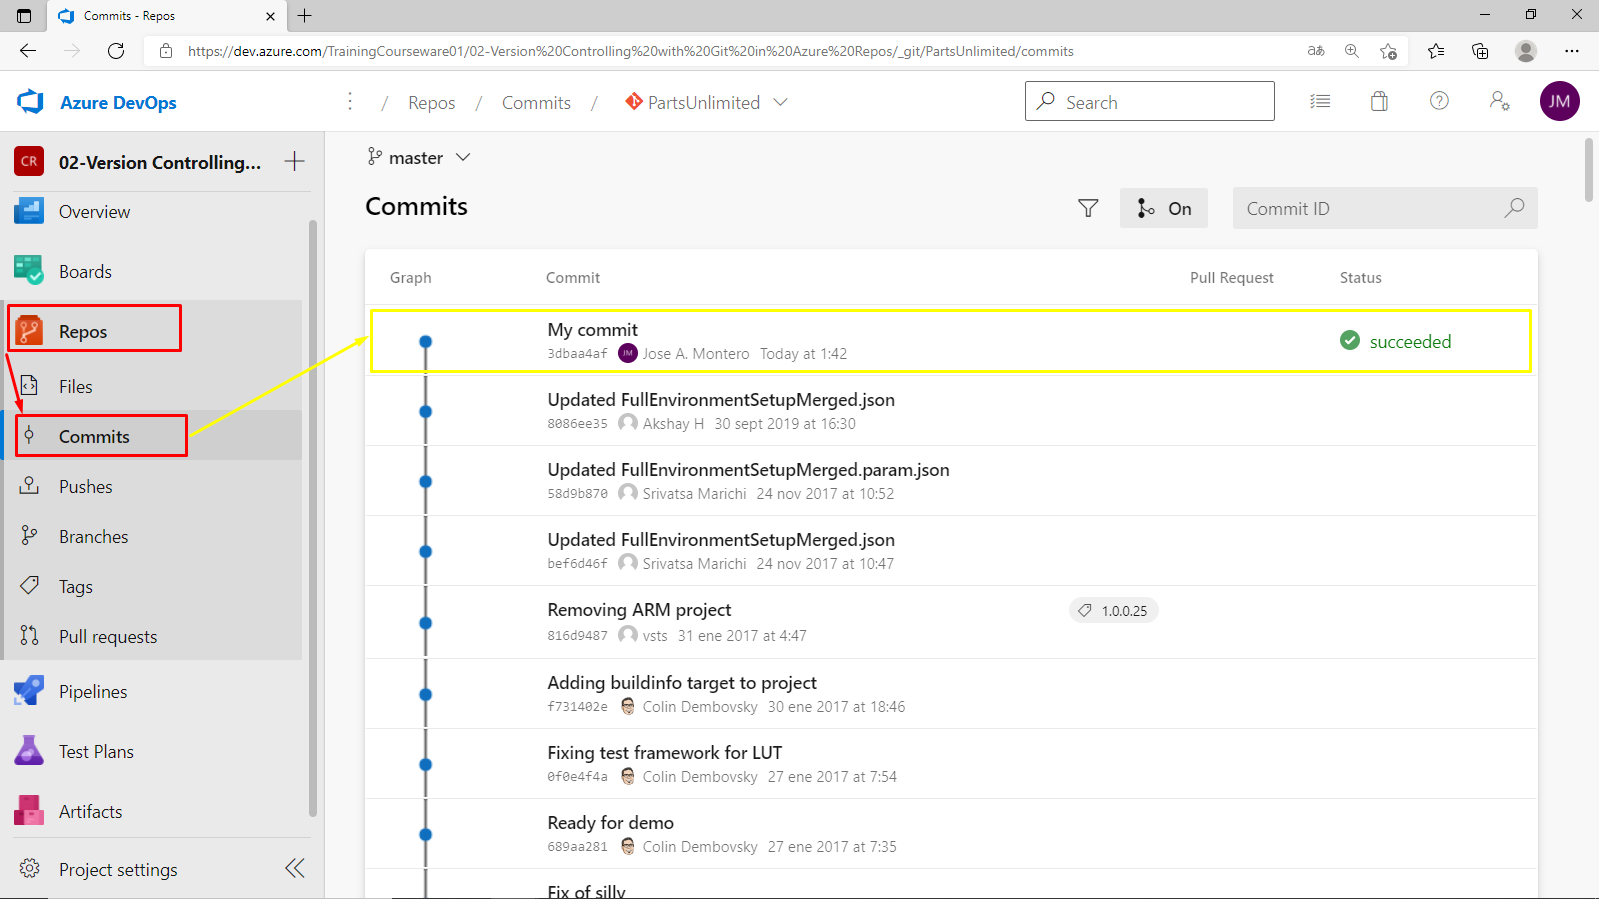 Commits - Repos
https://dev.azure.com/TrainingCourseware01/02-Version%20Controlling%20with%20Git%20in%20Azure%20Repos/_git/PartsUnlimited/commits
aあ
Azure DevOps
/ Repos / Commits / PartsUnlimited
Search
JM
CR 02-Version Controlling...
Overview
Boards
Repos
Files
Commits
Pushes
Branches
Tags
Pull requests
Pipelines
Test Plans
Artifacts
Project settings
master
Commits
On
Commit ID
Graph Commit Pull Request Status
My commit
3dbaa4af JM Jose A. Montero Today at 1:42
succeeded
Updated FullEnvironmentSetupMerged.json
8086ee35 Akshay H 30 sept 2019 at 16:30
Updated FullEnvironmentSetupMerged.param.json
58d9b870 Srivatsa Marichi 24 nov 2017 at 10:52
Updated FullEnvironmentSetupMerged.json
bef6d46f Srivatsa Marichi 24 nov 2017 at 10:47
Removing ARM project
816d9487 vsts 31 ene 2017 at 4:47
1.0.0.25
Adding buildinfo target to project
f731402e Colin Dembovsky 30 ene 2017 at 18:46
Fixing test framework for LUT
0f0e4f4a Colin Dembovsky 27 ene 2017 at 7:54
Ready for demo
689aa281 Colin Dembovsky 27 ene 2017 at 7:35
Fix of silly